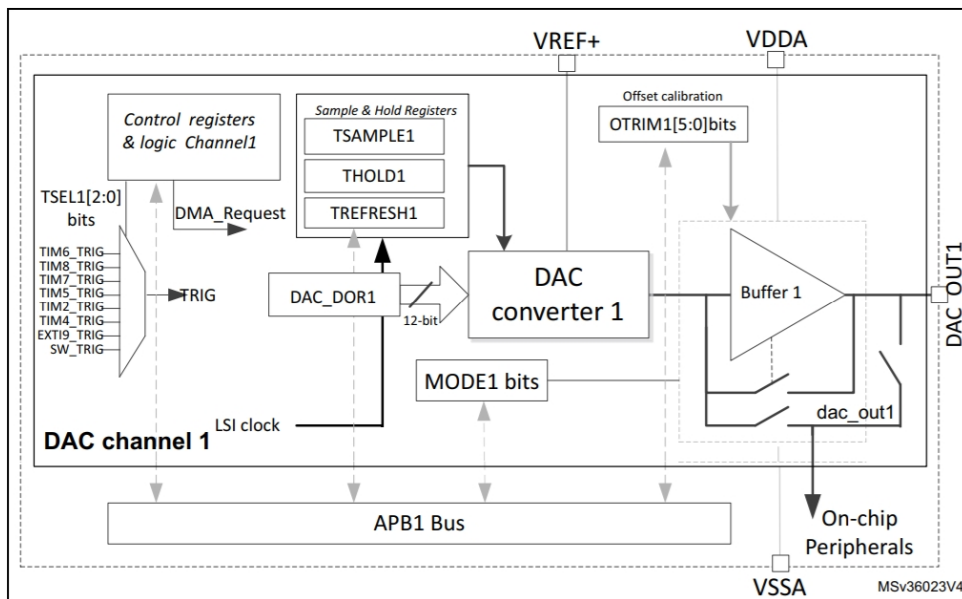 VREF+
VDDA
Control registers
& logic Channel1
Sample & Hold Registers
TSAMPLE1
THOLD1
TREFRESH1
Offset calibration
OTRIM1[5:0]bits
TSEL1[2:0]
bits
DMA_Request
TIM6_TRIG
TIM8_TRIG
TIM7_TRIG
TIM5_TRIG
TIM2_TRIG
TIM4_TRIG
EXTI9_TRIG
SW_TRIG
TRIG
DAC_DOR1
12-bit
DAC
converter 1
Buffer 1
DAC_OUT1
MODE1 bits
dac_out1
LSI clock
DAC channel 1
APB1 Bus
On-chip
Peripherals
VSSA
MSv36023V4